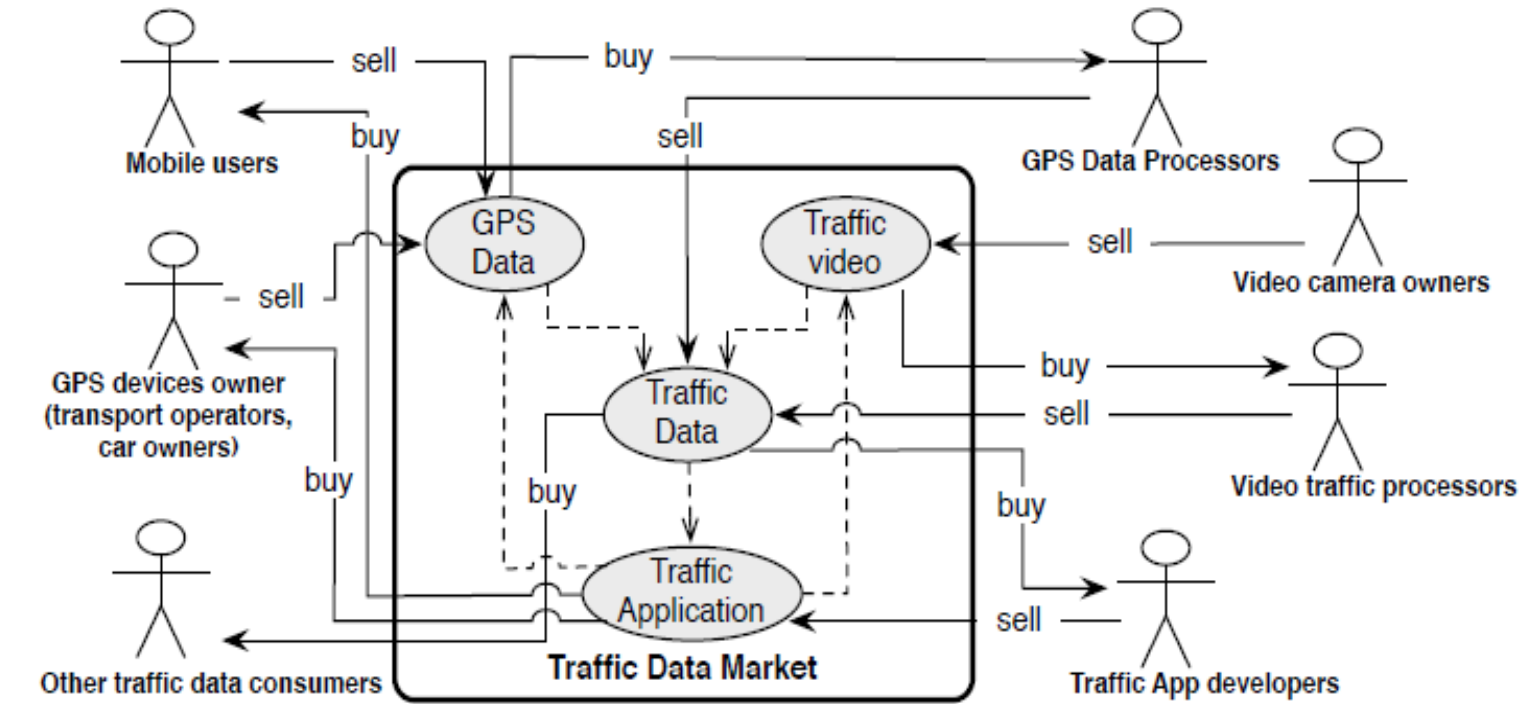 sell
buy
buy
sell
Mobile users
GPS Data Processors
GPS
Data
Traffic
video
sell
Video camera owners
sell
GPS devices owner
(transport operators,
car owners)
buy
Traffic
Data
sell
Video traffic processors
buy
buy
buy
Traffic
Application
sell
Traffic Data Market
Other traffic data consumers
Traffic App developers